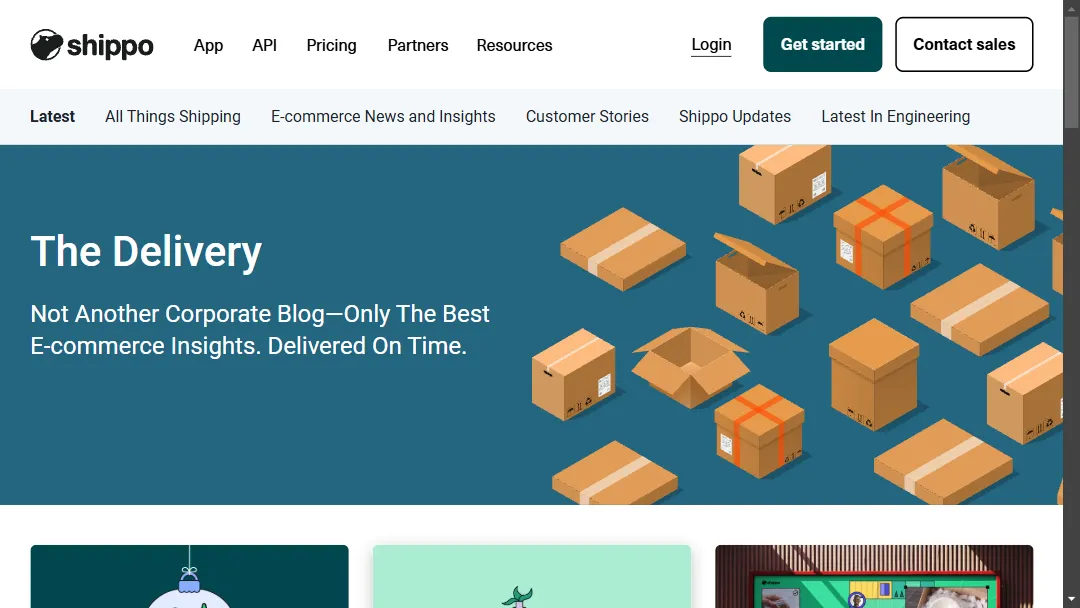 shippo
App API Pricing Partners Resources Login Get started Contact sales
Latest All Things Shipping E-commerce News and Insights Customer Stories Shippo Updates Latest In Engineering
The Delivery
Not Another Corporate Blog—Only The Best
E-commerce Insights. Delivered On Time.